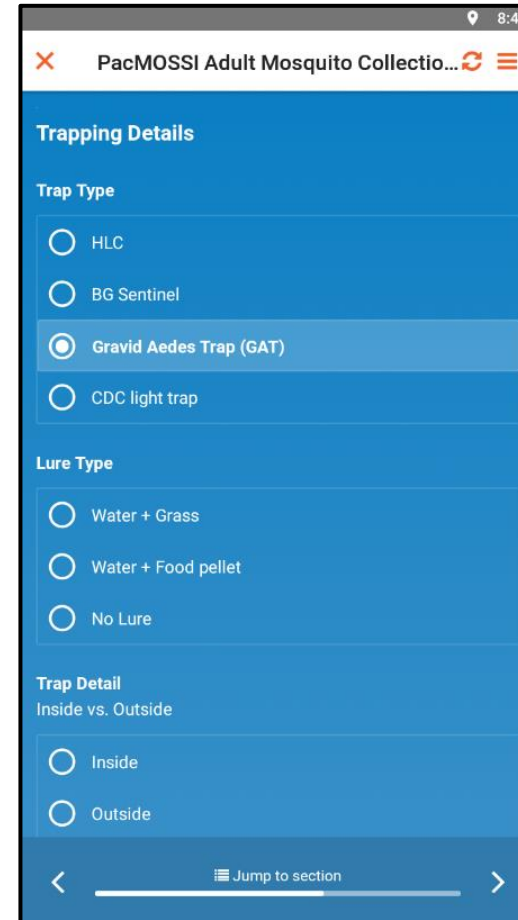 8:4
PacMOSSI Adult Mosquito Collectio...
Trapping Details
Trap Type
HLC
BG Sentinel
Gravid Aedes Trap (GAT)
CDC light trap
Lure Type
Water + Grass
Water + Food pellet
No Lure
Trap Detail
Inside vs. Outside
Inside
Outside
Jump to section